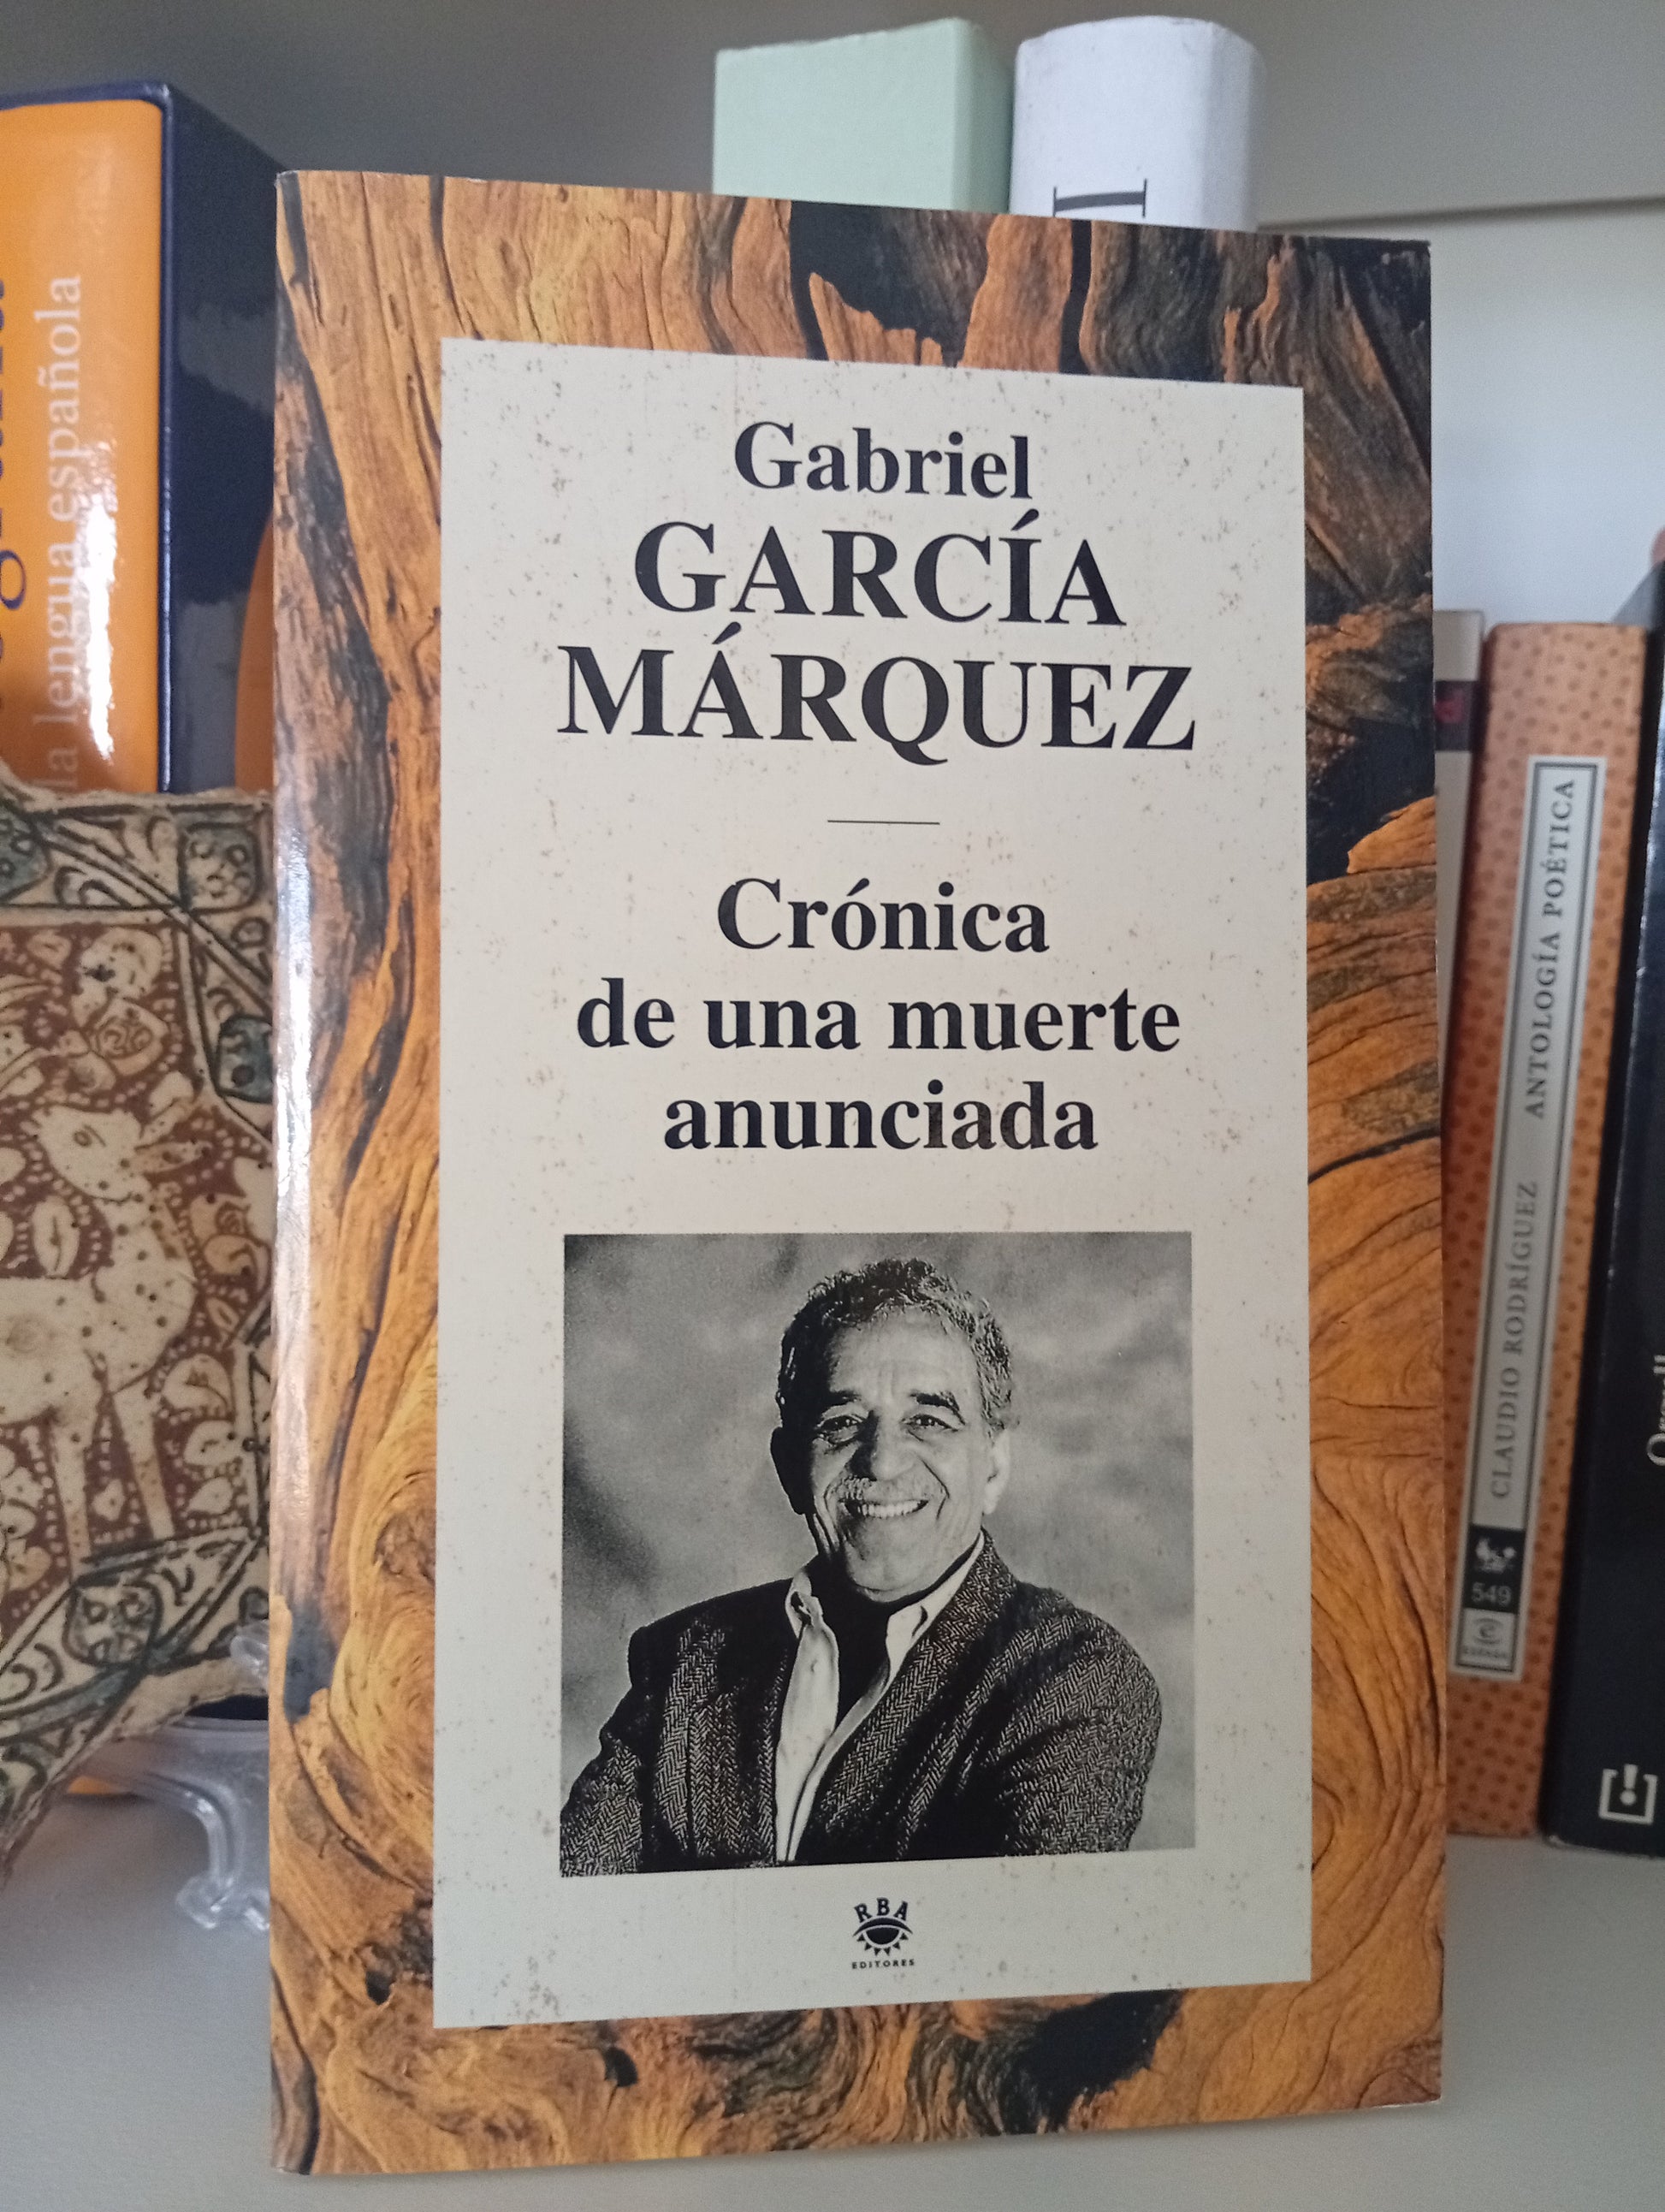 la lengua española
I
Gabriel
GARCÍA
MÁRQUEZ
Crónica
de una muerte
anunciada
RBA
EDITORES
CLAUDIO RODRÍGUEZ ANTOLOGÍA POÉTICA
549